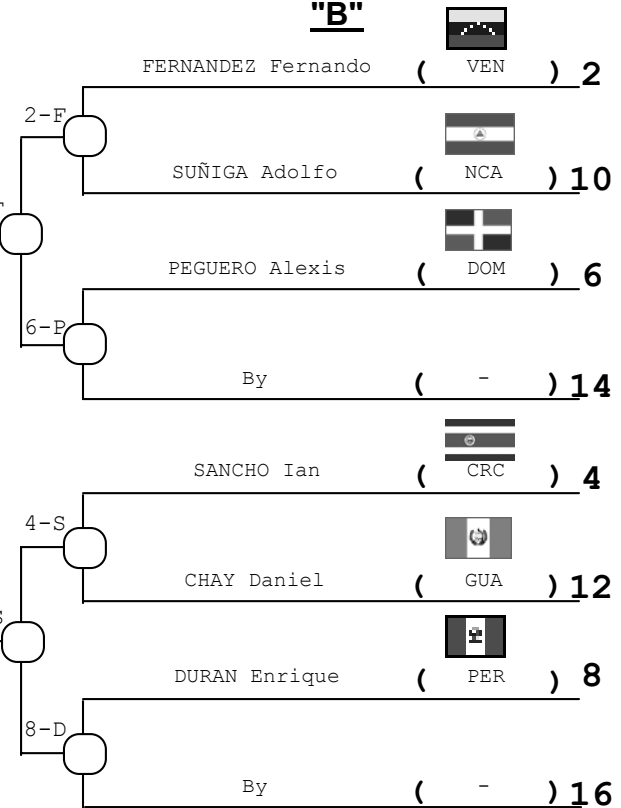 "B"
FERNANDEZ Fernando ( VEN ) 2
2-F
SUÑIGA Adolfo ( NCA ) 10
PEGUERO Alexis ( DOM ) 6
6-P
By ( - ) 14
SANCHO Ian ( CRC ) 4
4-S
CHAY Daniel ( GUA ) 12
DURAN Enrique ( PER ) 8
8-D
By ( - ) 16